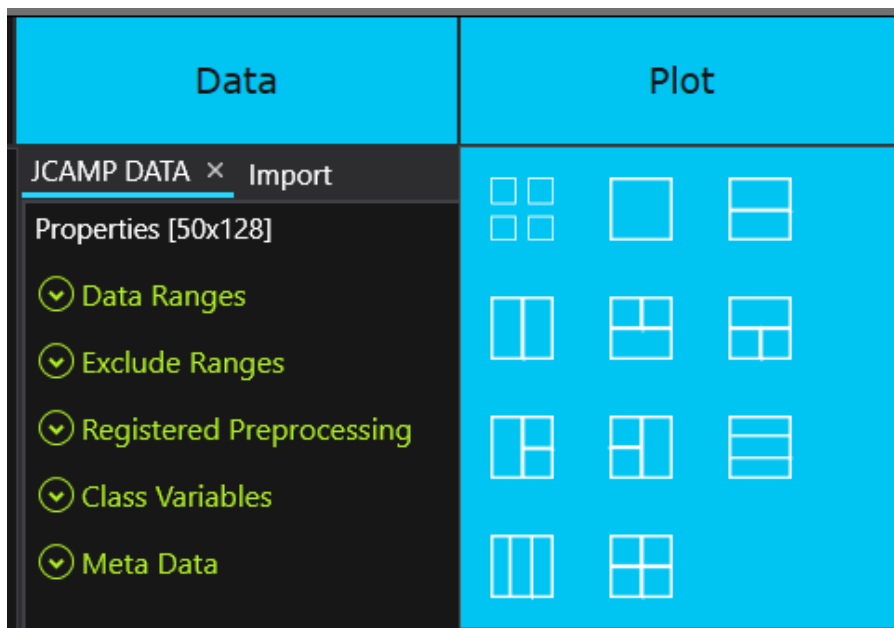 Data
Plot
JCAMP DATA × Import
Properties [50x128]
Data Ranges
Exclude Ranges
Registered Preprocessing
Class Variables
Meta Data